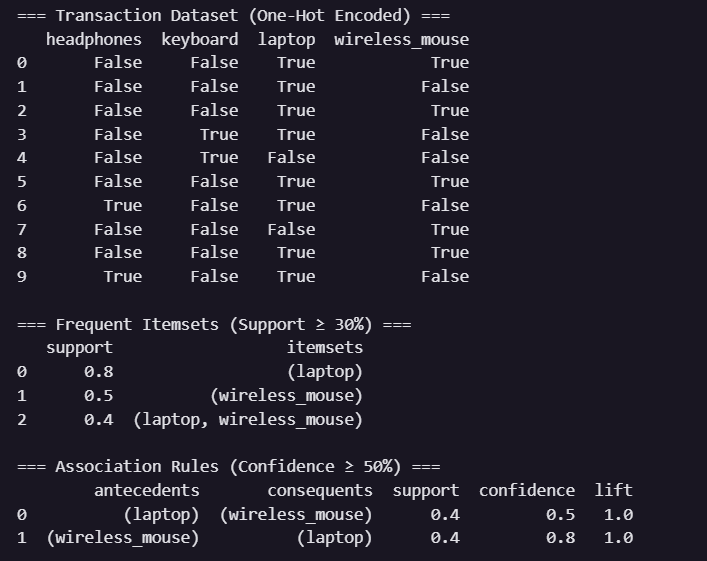 === Transaction Dataset (One-Hot Encoded) ===
headphones keyboard laptop wireless_mouse
0 False False True True
1 False False True False
2 False False True True
3 False True True False
4 False True False False
5 False False True True
6 True False True False
7 False False False True
8 False False True True
9 True False True False
=== Frequent Itemsets (Support ≥ 30%) ===
support itemsets
0 0.8 (laptop)
1 0.5 (wireless_mouse)
2 0.4 (laptop, wireless_mouse)
=== Association Rules (Confidence ≥ 50%) ===
antecedents consequents support confidence lift
0 (laptop) (wireless_mouse) 0.4 0.5 1.0
1 (wireless_mouse) (laptop) 0.4 0.8 1.0